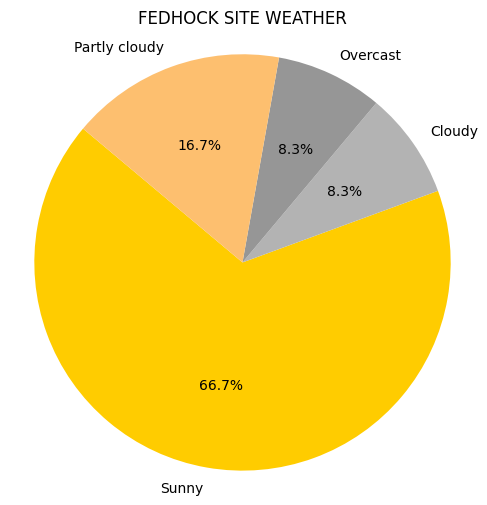 FEDHOCK SITE WEATHER
Partly cloudy
Overcast
Cloudy
16.7%
8.3%
8.3%
66.7%
Sunny